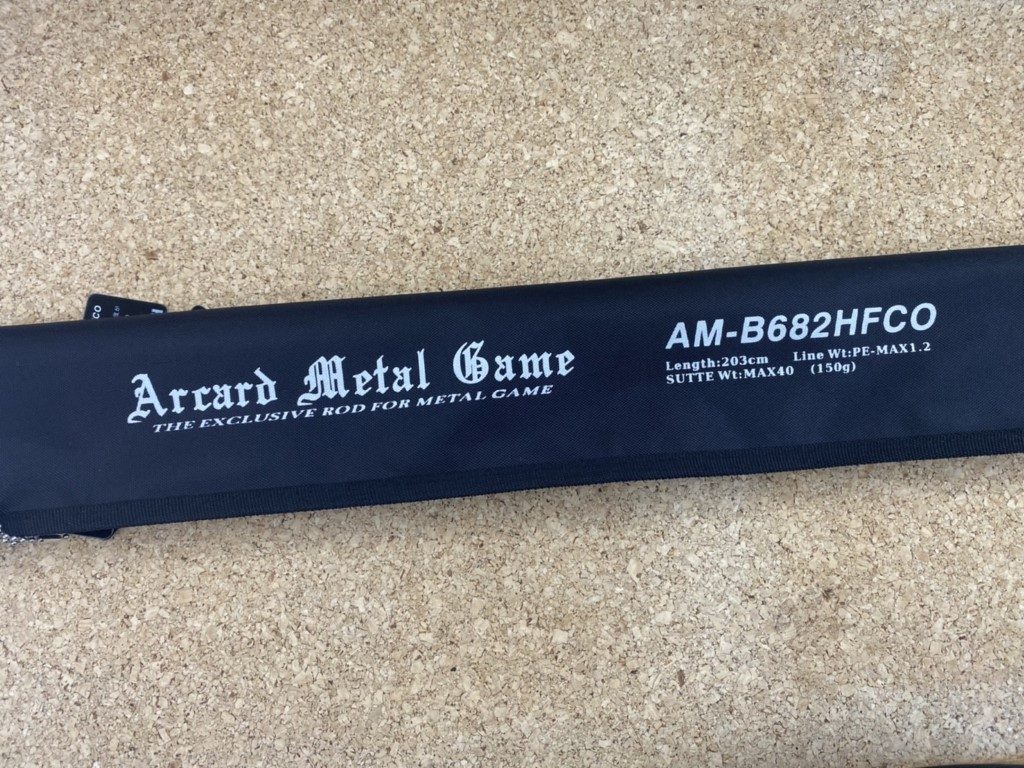 Arcard Metal Game
THE EXCLUSIVE ROD FOR METAL GAME
AM-B682HFCO
Length:203cm Line Wt:PE-MAX1.2
SUTTE Wt:MAX40 (150g)